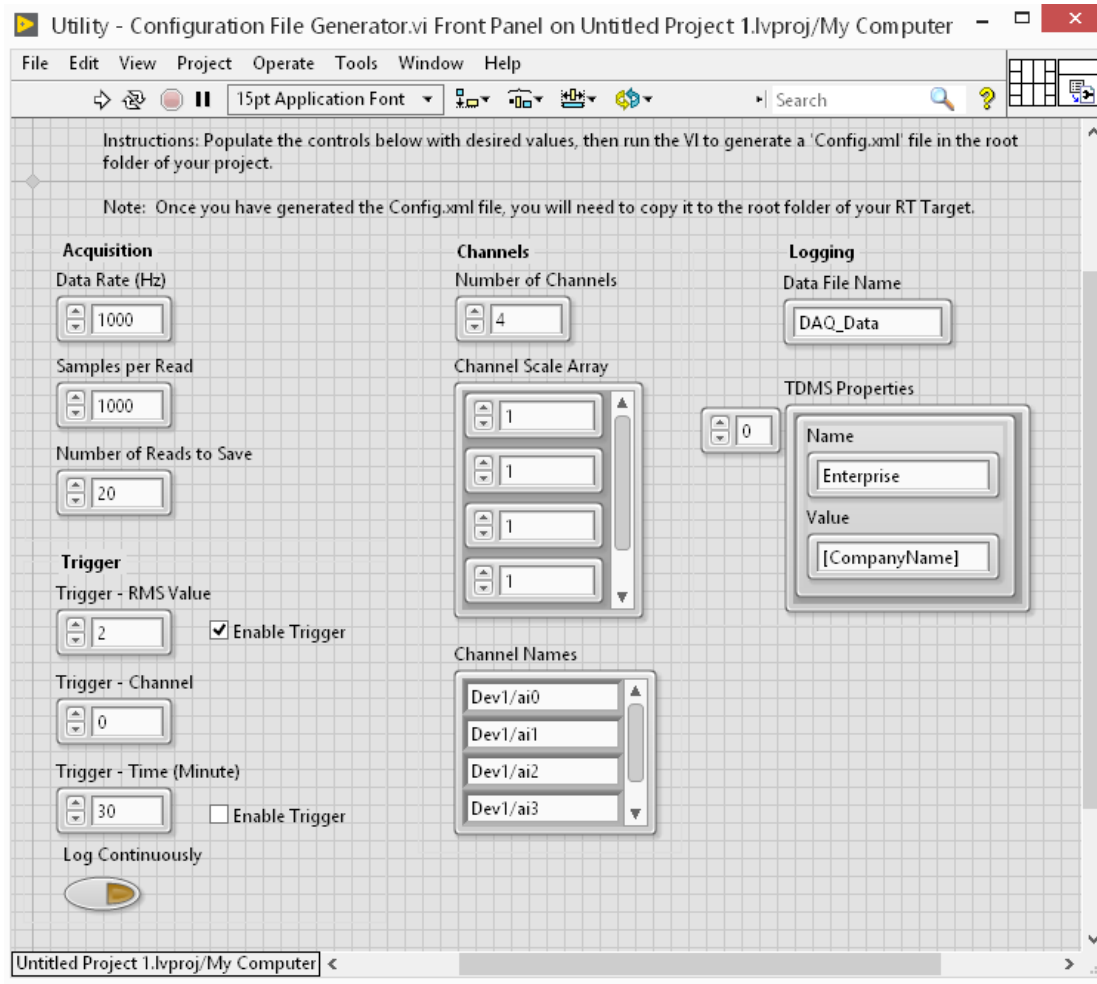 Utility - Configuration File Generator.vi Front Panel on Untitled Project 1.lvproj/My Computer
File Edit View Project Operate Tools Window Help
15pt Application Font
Search
Instructions: Populate the controls below with desired values, then run the VI to generate a 'Config.xml' file in the root
folder of your project.
Note: Once you have generated the Config.xml file, you will need to copy it to the root folder of your RT Target.
Acquisition
Data Rate (Hz)
1000
Samples per Read
1000
Number of Reads to Save
20
Trigger
Trigger - RMS Value
2
Enable Trigger
Trigger - Channel
0
Trigger - Time (Minute)
30
Enable Trigger
Log Continuously
Channels
Number of Channels
4
Channel Scale Array
1
1
1
1
Channel Names
Dev1/ai0
Dev1/ai1
Dev1/ai2
Dev1/ai3
Logging
Data File Name
DAQ_Data
TDMS Properties
0
Name
Enterprise
Value
[CompanyName]
Untitled Project 1.lvproj/My Computer